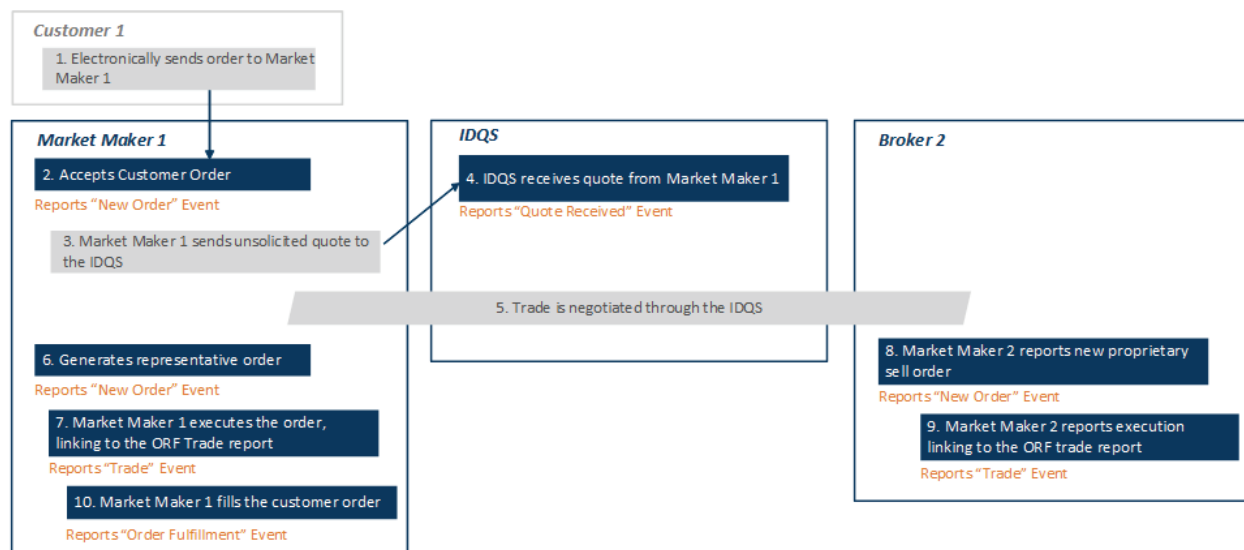 Customer 1
1. Electronically sends order to Market
Maker 1
Market Maker 1
2. Accepts Customer Order
Reports “New Order” Event
3. Market Maker 1 sends unsolicited quote to
the IDQS
IDQS
4. IDQS receives quote from Market Maker 1
Reports “Quote Received” Event
Broker 2
5. Trade is negotiated through the IDQS
6. Generates representative order
Reports “New Order” Event
7. Market Maker 1 executes the order,
linking to the ORF Trade report
Reports “Trade” Event
10. Market Maker 1 fills the customer order
Reports “Order Fulfillment” Event
8. Market Maker 2 reports new proprietary
sell order
Reports “New Order” Event
9. Market Maker 2 reports execution
linking to the ORF trade report
Reports “Trade” Event